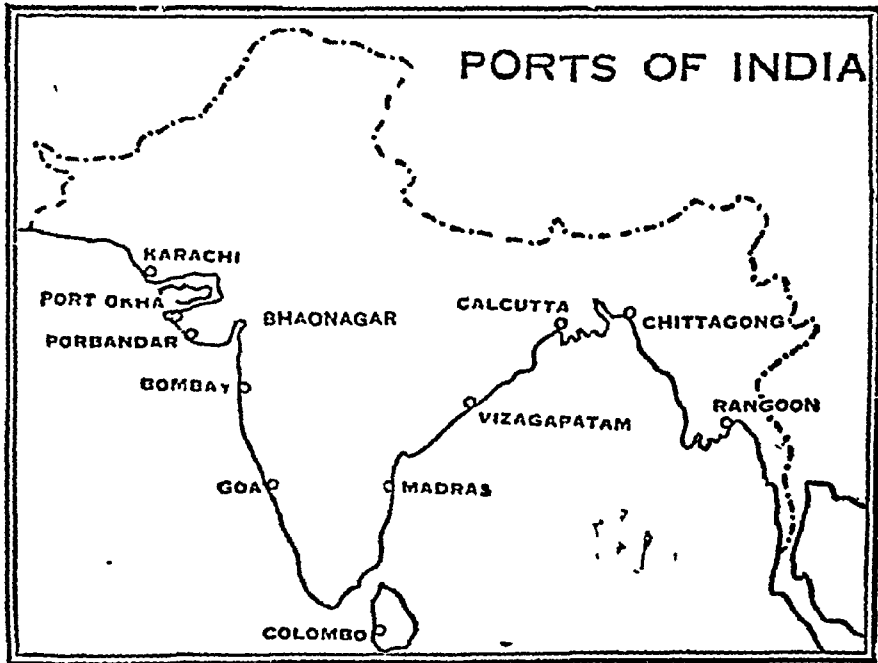 PORTS OF INDIA
KARACHI
PORT OKHA
BHAONAGAR
PORBANDAR
CALCUTTA
CHITTAGONG
BOMBAY
VIZAGAPATAM
RANGOON
GOA
MADRAS
COLOMBO